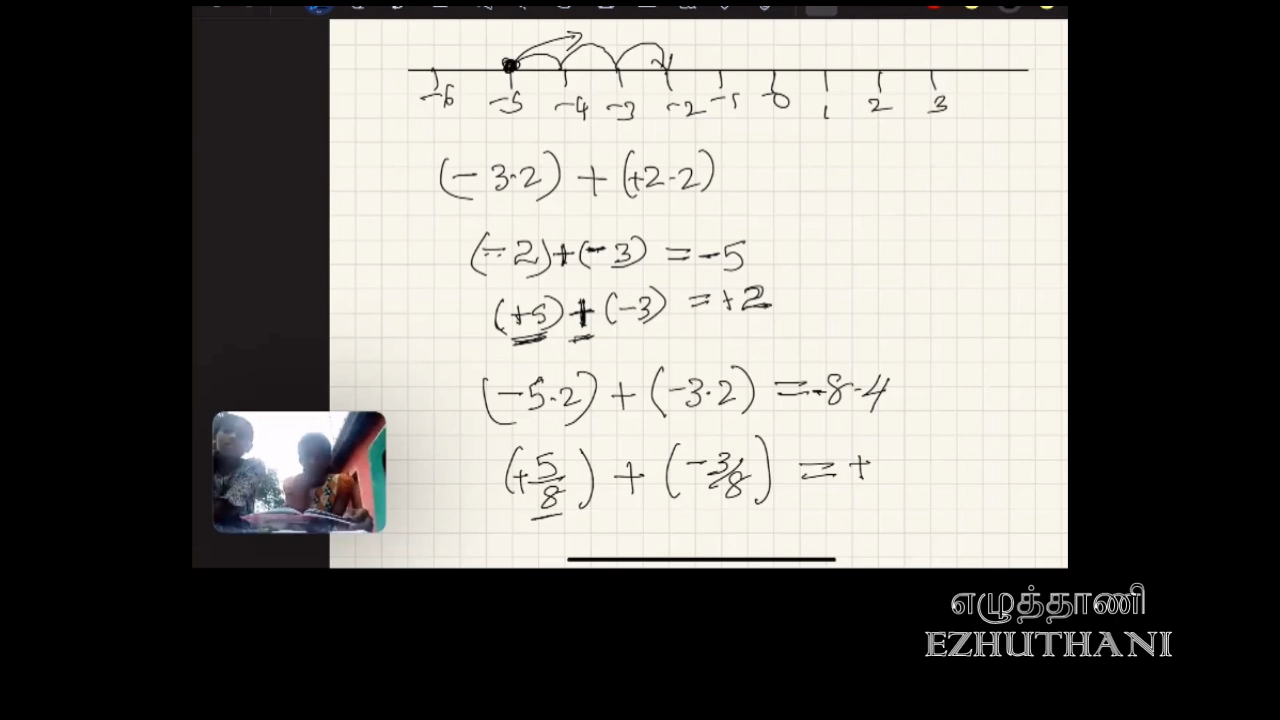 -6 -5 -4 -3 -2 -1 -0 1 2 3
(-3.2) + (+2.2)
(-2)+(-3) = -5
(+5) + (-3) = +2
(-5.2) + (-3.2) = -8.4
(+5/8) + (-3/8) = +
எழுத்தாணி
EZHUTHANI